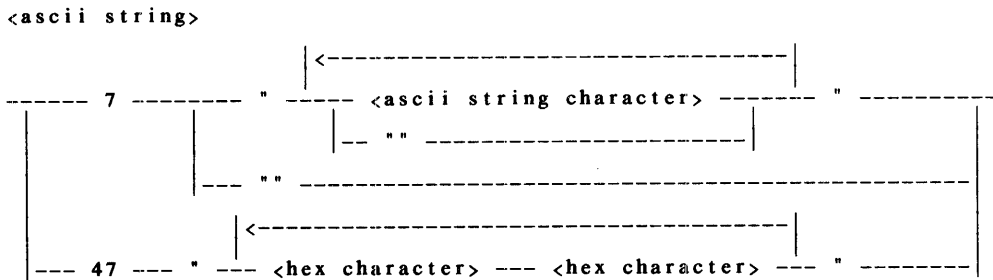 <ascii string>
7 " <ascii string character> "
""
""
47 " <hex character> <hex character> "